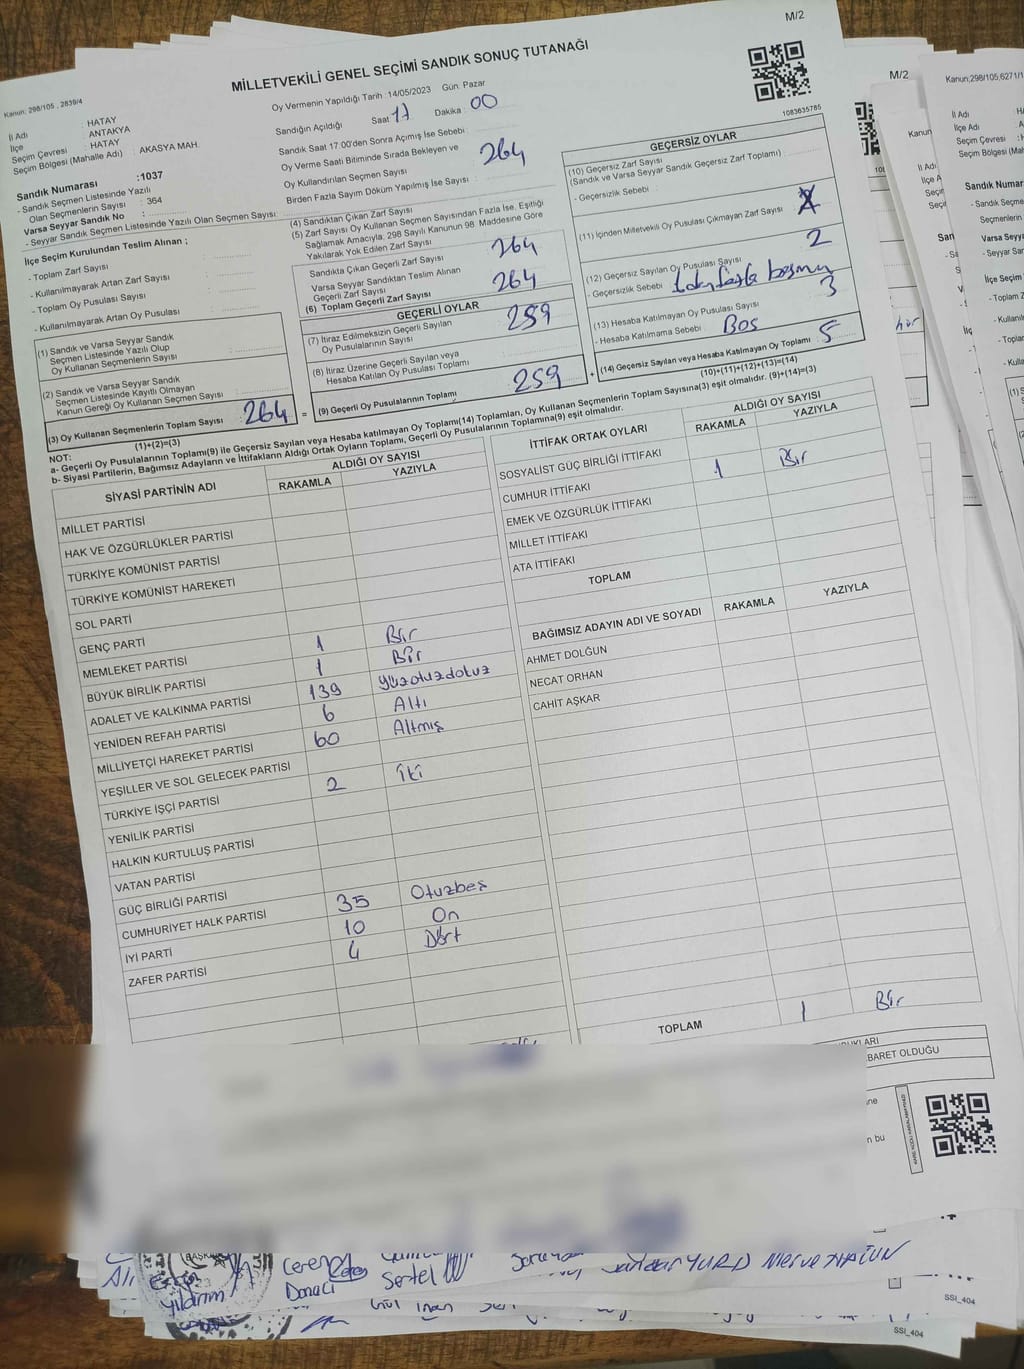 M/2
MİLLETVEKİLİ GENEL SEÇİMİ SANDIK SONUÇ TUTANAĞI
Kanun: 298/105 , 2839/4
İl Adı : HATAY
İlçe ANTAKYA
Seçim Çevresi : HATAY
Seçim Bölgesi (Mahalle Adı) : AKASYA MAH.
Sandık Numarası :1037
- Sandık Seçmen Listesinde Yazılı
Olan Seçmenlerin Sayısı : 364
Varsa Seyyar Sandık No :
- Seyyar Sandık Seçmen Listesinde Yazılı Olan Seçmen Sayısı :
Oy Vermenin Yapıldığı Tarih :14/05/2023 Gün: Pazar
Sandığın Açıldığı Saat 17 Dakika : 00
Sandık Saat 17.00'den Sonra Açımış İse Sebebi :
Oy Verme Saati Bitiminde Sırada Bekleyen ve
Oy Kullandırılan Seçmen Sayısı : 264
Birden Fazla Sayım Döküm Yapılmış İse Sayısı :
1083635785
İlçe Seçim Kurulundan Teslim Alınan ;
- Toplam Zarf Sayısı :
- Kullanılmayarak Artan Zarf Sayısı :
- Toplam Oy Pusulası Sayısı :
- Kullanılmayarak Artan Oy Pusulası :
(1) Sandık ve Varsa Seyyar Sandık
Seçmen Listesinde Yazılı Olup
Oy Kullanan Seçmenlerin Sayısı :
(2) Sandık ve Varsa Seyyar Sandık
Seçmen Listesinde Kayıtlı Olmayan
Kanun Gereği Oy Kullanan Seçmen Sayısı :
(3) Oy Kullanan Seçmenlerin Toplam Sayısı 264
(1)+(2)=(3)
(4) Sandıktan Çıkan Zarf Sayısı
(5) Zarf Sayısı Oy Kullanan Seçmen Sayısından Fazla İse, Eşitliği
Sağlamak Amacıyla, 298 Sayılı Kanunun 98. Maddesine Göre
Yakılarak Yok Edilen Zarf Sayısı
Sandıkta Çıkan Geçerli Zarf Sayısı 264
Varsa Seyyar Sandıktan Teslim Alınan
Geçerli Zarf Sayısı
(6) Toplam Geçerli Zarf Sayısı 264
GEÇERLİ OYLAR
(7) İtiraz Edilmeksizin Geçerli Sayılan
Oy Pusulalarının Sayısı 259
(8) İtiraz Üzerine Geçerli Sayılan veya
Hesaba Katılan Oy Pusulası Toplamı
= (9) Geçerli Oy Pusulalarının Toplamı 259
GEÇERSİZ OYLAR
(10) Geçersiz Zarf Sayısı
(Sandık ve Varsa Seyyar Sandık Geçersiz Zarf Toplamı) :
- Geçersizlik Sebebi :
(11) İçinden Milletvekili Oy Pusulası Çıkmayan Zarf Sayısı
(12) Geçersiz Sayılan Oy Pusulası Sayısı 2
- Geçersizlik Sebebi
(13) Hesaba Katılmayan Oy Pusulası Sayısı 3
- Hesaba Katılmama Sebebi : Boş
+ (14) Geçersiz Sayılan veya Hesaba Katılmayan Oy Toplamı 5
(10)+(11)+(12)+(13)=(14)
NOT:
a- Geçerli Oy Pusulalarının Toplamı(9) ile Geçersiz Sayılan veya Hesaba katılmayan Oy Toplamı(14) Toplamları, Oy Kullanan Seçmenlerin Toplam Sayısına(3) eşit olmalıdır. (9)+(14)=(3)
b- Siyasi Partilerin, Bağımsız Adayların ve İttifakların Aldığı Ortak Oyların Toplamı, Geçerli Oy Pusulalarının Toplamına(9) eşit olmalıdır.
SİYASİ PARTİNİN ADI ALDIĞI OY SAYISI
RAKAMLA YAZIYLA
MİLLET PARTİSİ
HAK VE ÖZGÜRLÜKLER PARTİSİ
TÜRKİYE KOMÜNİST PARTİSİ
TÜRKİYE KOMÜNİST HAREKETİ
SOL PARTİ
GENÇ PARTİ
MEMLEKET PARTİSİ 1 Bir
BÜYÜK BİRLİK PARTİSİ 1 Bir
ADALET VE KALKINMA PARTİSİ 139 yüzotuzdokuz
YENİDEN REFAH PARTİSİ 6 Altı
MİLLİYETÇİ HAREKET PARTİSİ 60 Altmış
YEŞİLLER VE SOL GELECEK PARTİSİ
TÜRKİYE İŞÇİ PARTİSİ 2 iki
YENİLİK PARTİSİ
HALKIN KURTULUŞ PARTİSİ
VATAN PARTİSİ
GÜÇ BİRLİĞİ PARTİSİ
CUMHURİYET HALK PARTİSİ 35 Otuzbeş
İYİ PARTİ 10 On
ZAFER PARTİSİ 4 Dört
İTTİFAK ORTAK OYLARI ALDIĞI OY SAYISI
RAKAMLA YAZIYLA
SOSYALİST GÜÇ BİRLİĞİ İTTİFAKI
CUMHUR İTTİFAKI 1 Bir
EMEK VE ÖZGÜRLÜK İTTİFAKI
MİLLET İTTİFAKI
ATA İTTİFAKI
TOPLAM
BAĞIMSIZ ADAYIN ADI VE SOYADI RAKAMLA YAZIYLA
AHMET DOLĞUN
NECAT ORHAN
CAHİT AŞKAR
TOPLAM 1 Bir
BARET OLDUĞU
Ceren
Donaci
Sertel
Yıldırım
Serdar YURD
Merve
SSI_404
SSI_404
M/2
Kanun,298/105,6271/1